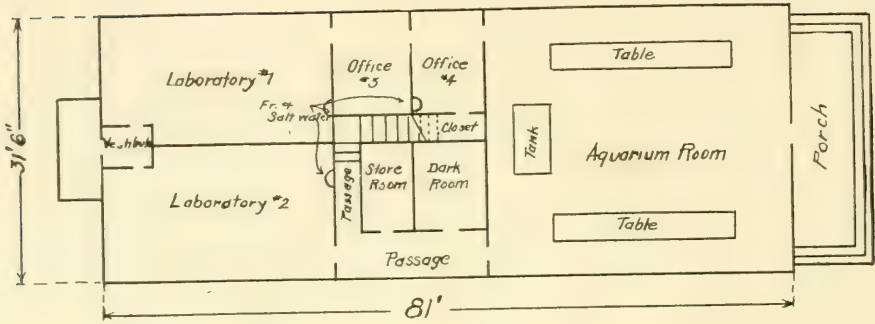 31'6"
Laboratory #1
Office
#3
Office
#4
Table
Fr. &
Salt water
Closet
Vestibule
Tank
Aquarium Room
Porch
Laboratory #2
Passage
Store
Room
Dark
Room
Table
Passage
81'